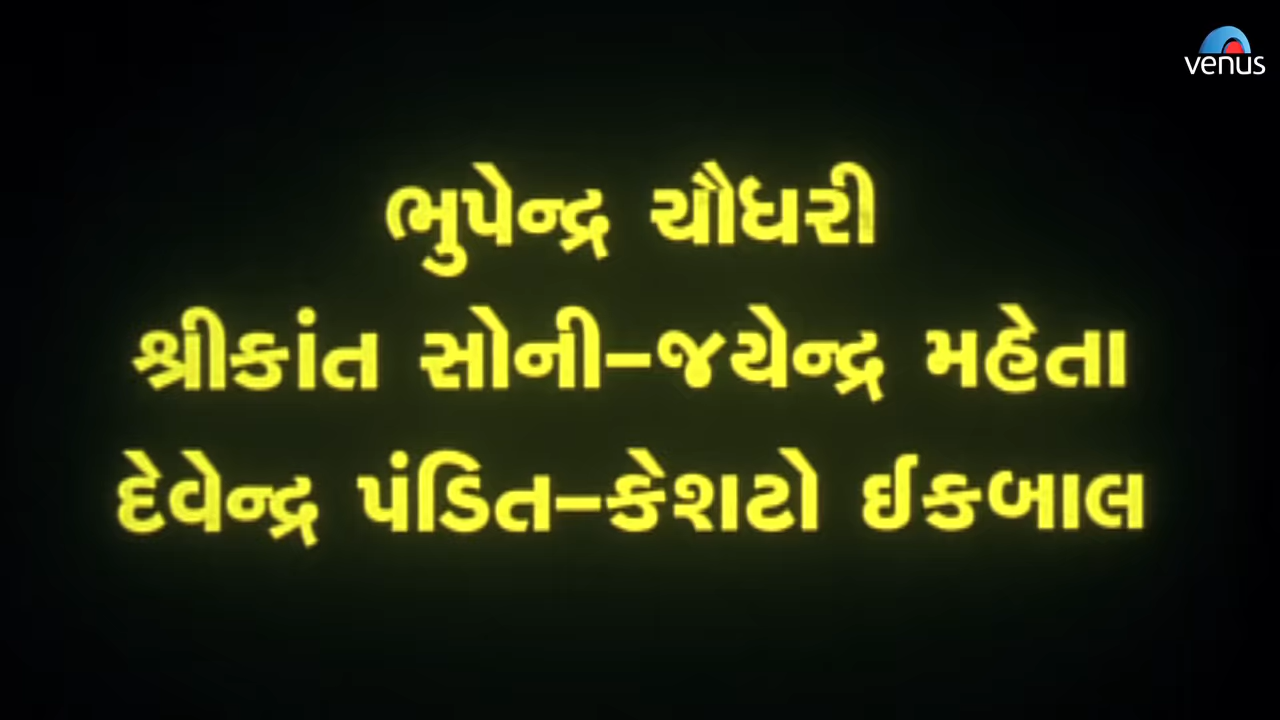 venus
ભુપેન્દ્ર ચૌધરી
શ્રીકાંત સોની–જયેન્દ્ર મહેતા
દેવેન્દ્ર પંડિત–કેશટો ઈકબાલ